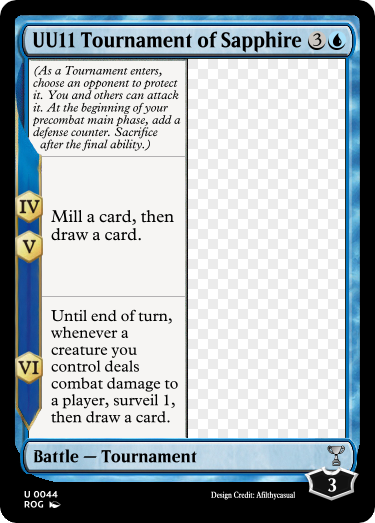 UU11 Tournament of Sapphire 3
(As a Tournament enters,
choose an opponent to protect
it. You and others can attack
it. At the beginning of your
precombat main phase, add a
defense counter. Sacrifice
after the final ability.)
IV
V
Mill a card, then
draw a card.
VI
Until end of turn,
whenever a
creature you
control deals
combat damage to
a player, surveil 1,
then draw a card.
Battle — Tournament
3
U 0044
ROG
Design Credit: Afilthycasual